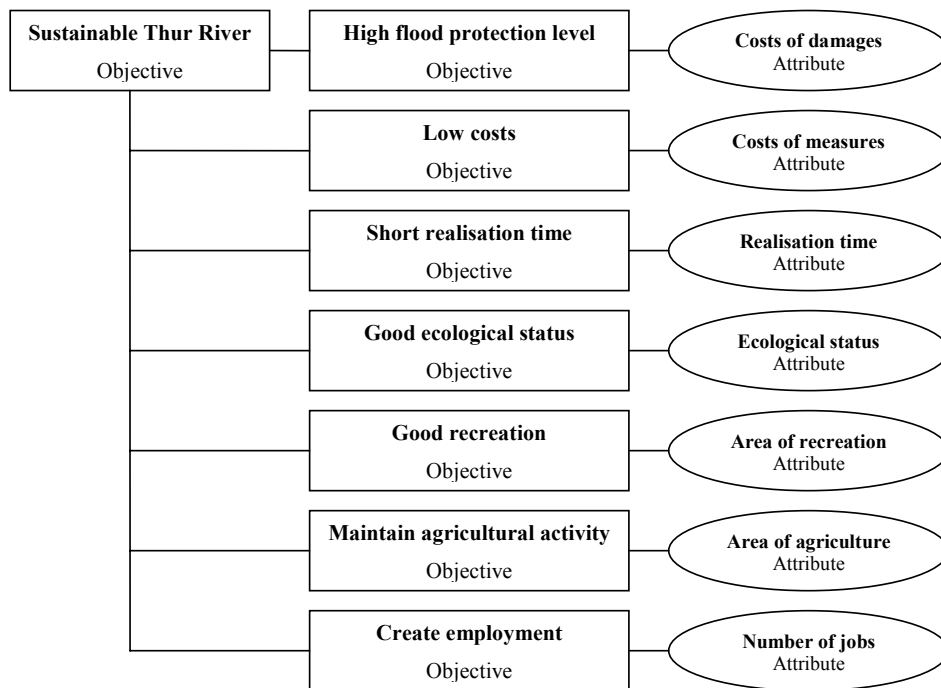 Sustainable Thur River
Objective
High flood protection level
Objective
Costs of damages
Attribute
Low costs
Objective
Costs of measures
Attribute
Short realisation time
Objective
Realisation time
Attribute
Good ecological status
Objective
Ecological status
Attribute
Good recreation
Objective
Area of recreation
Attribute
Maintain agricultural activity
Objective
Area of agriculture
Attribute
Create employment
Objective
Number of jobs
Attribute